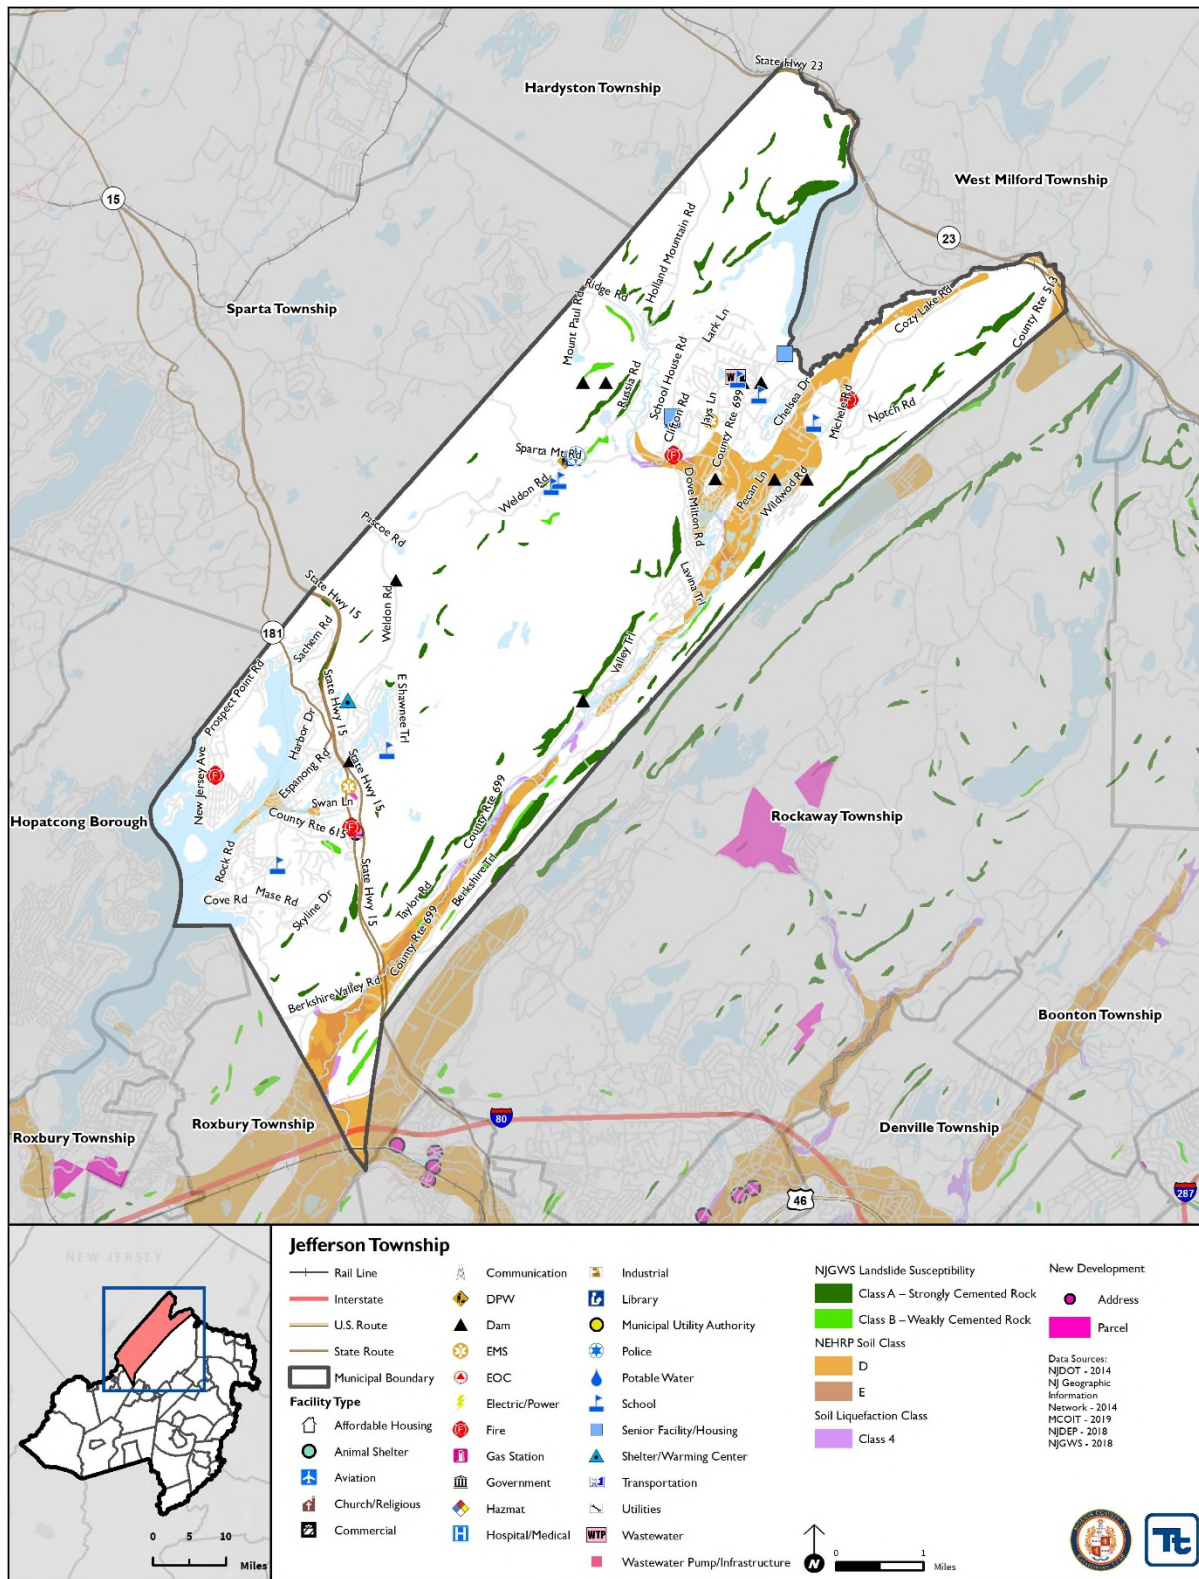 State Hwy 23
Hardyston Township
West Milford Township
15
23
Holland Mountain Rd
Sparta Township
Ridge Rd
Mount Paul Rd
Cozy Lake Rd
County Rte 513
Lark Ln
School House Rd
Russia Rd
Clifton Rd
Jays Ln
County Rte 699
Chelsea Dr
Michele Rd
Notch Rd
Sparta Mt Rd
Weldon Rd
Dove Milton Rd
Pecan Ln
Wildwod Rd
Pascoe Rd
Lavina Trl
State Hwy 15
Weldon Rd
181
Sachem Rd
Valley Trl
Prospect Point Rd
State Hwy 15
E Shawnee Trl
Harbor Dr
New Jersey Ave
Espanong Rd
State Hwy 15
Swan Ln
County Rte 699
Hopatcong Borough
County Rte 615
Rockaway Township
Rock Rd
Berkshire Trl
Mase Rd
Cove Rd
Skyline Dr
State Hwy 15
Taylor Rd
County Rte 699
Berkshire Valley Rd
Boonton Township
Roxbury Township
Roxbury Township
80
Denville Township
46
287
NEW JERSEY
0 5 10
Miles
Jefferson Township
Rail Line
Interstate
U.S. Route
State Route
Municipal Boundary
Facility Type
Affordable Housing
Animal Shelter
Aviation
Church/Religious
Commercial
Communication
DPW
Dam
EMS
EOC
Electric/Power
Fire
Gas Station
Government
Hazmat
Hospital/Medical
Industrial
Library
Municipal Utility Authority
Police
Potable Water
School
Senior Facility/Housing
Shelter/Warming Center
Transportation
Utilities
WTP Wastewater
Wastewater Pump/Infrastructure
NJGWS Landslide Susceptibility
Class A – Strongly Cemented Rock
Class B – Weakly Cemented Rock
NEHRP Soil Class
D
E
Soil Liquefaction Class
Class 4
New Development
Address
Parcel
Data Sources:
NJDOT - 2014
NJ Geographic
Information
Network - 2014
MCOIT - 2019
NJDEP - 2018
NJGWS - 2018
N
0 1
Miles
Tt